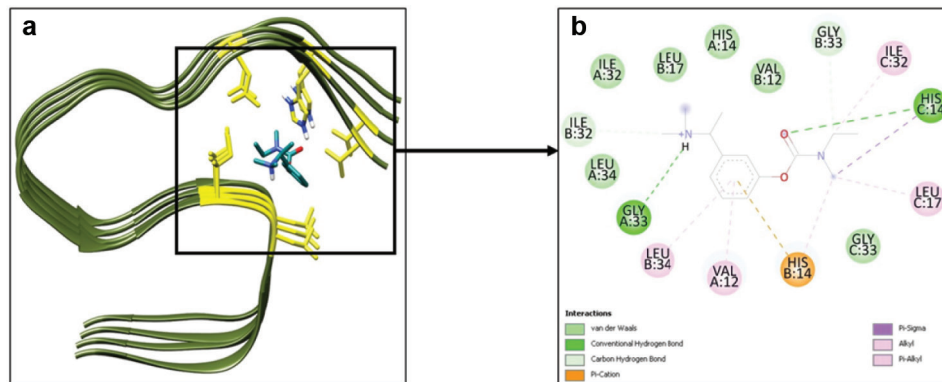 a
b
ILE
A:32
LEU
B:17
HIS
A:14
VAL
B:12
GLY
B:33
ILE
C:32
HIS
C:14
ILE
B:32
LEU
A:34
GLY
A:33
LEU
B:34
VAL
A:12
HIS
B:14
GLY
C:33
LEU
C:17
N
H
O
O
N
Interactions
van der Waals
Conventional Hydrogen Bond
Carbon Hydrogen Bond
Pi-Cation
Pi-Sigma
Alkyl
Pi-Alkyl